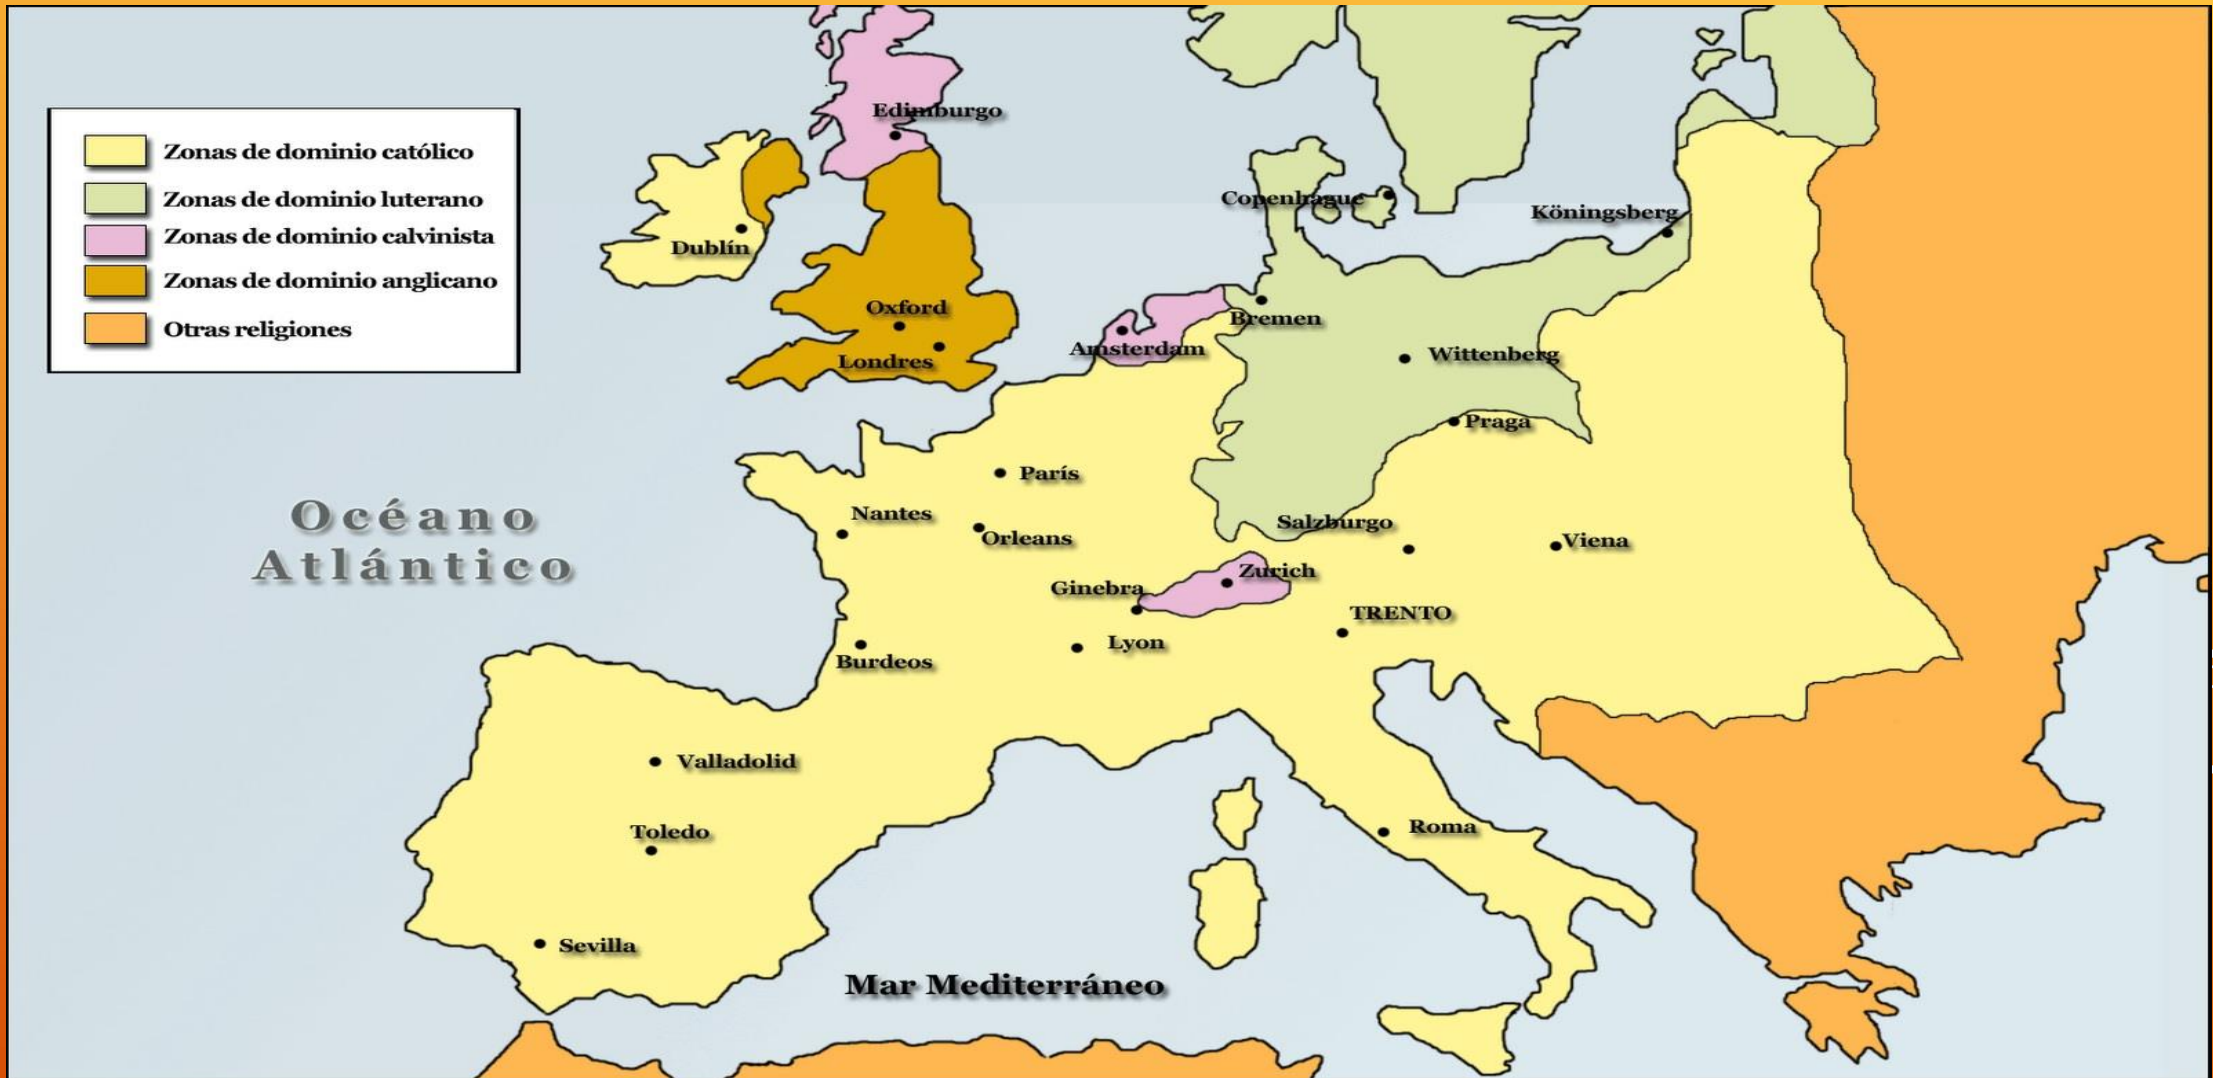 Zonas de dominio católico
Zonas de dominio luterano
Zonas de dominio calvinista
Zonas de dominio anglicano
Otras religiones
Edimburgo
Dublín
Oxford
Londres
Copenhague
Köningsberg
Amsterdam
Bremen
Wittenberg
Praga
París
Nantes
Orleans
Salzburgo
Viena
Océano
Atlántico
Zurich
Ginebra
TRENTO
Lyon
Burdeos
Valladolid
Toledo
Roma
Sevilla
Mar Mediterráneo